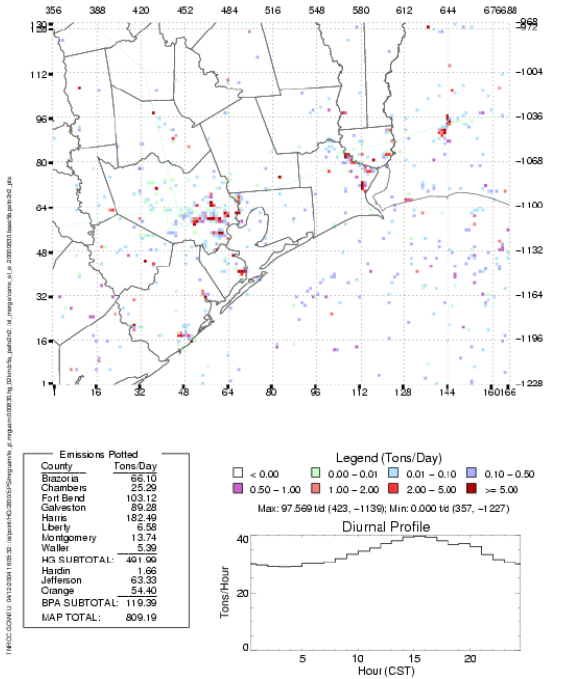 356 388 420 452 484 516 548 580 612 644 676688
130 -968
128 -972
112 -1004
96 -1036
80 -1068
64 -1100
48 -1132
32 -1164
16 -1196
1 -1228
1 16 32 48 64 80 96 112 128 144 160166
Emissions Plotted
County Tons/Day
Brazoria 66.10
Chambers 25.29
Fort Bend 103.12
Galveston 89.28
Harris 182.49
Liberty 6.58
Montgomery 13.74
Waller 5.39
HG SUBTOTAL: 491.99
Hardin 1.66
Jefferson 63.33
Orange 54.40
BPA SUBTOTAL: 119.39
MAP TOTAL: 809.19
Legend (Tons/Day)
< 0.00 0.00 - 0.01 0.01 - 0.10 0.10 - 0.50
0.50 - 1.00 1.00 - 2.00 2.00 - 5.00 >= 5.00
Max: 97.569 t/d (423, -1139); Min: 0.000 t/d (357, -1227)
Diurnal Profile
Tons/Hour
40
20
0
5 10 15 20
Hour (CST)